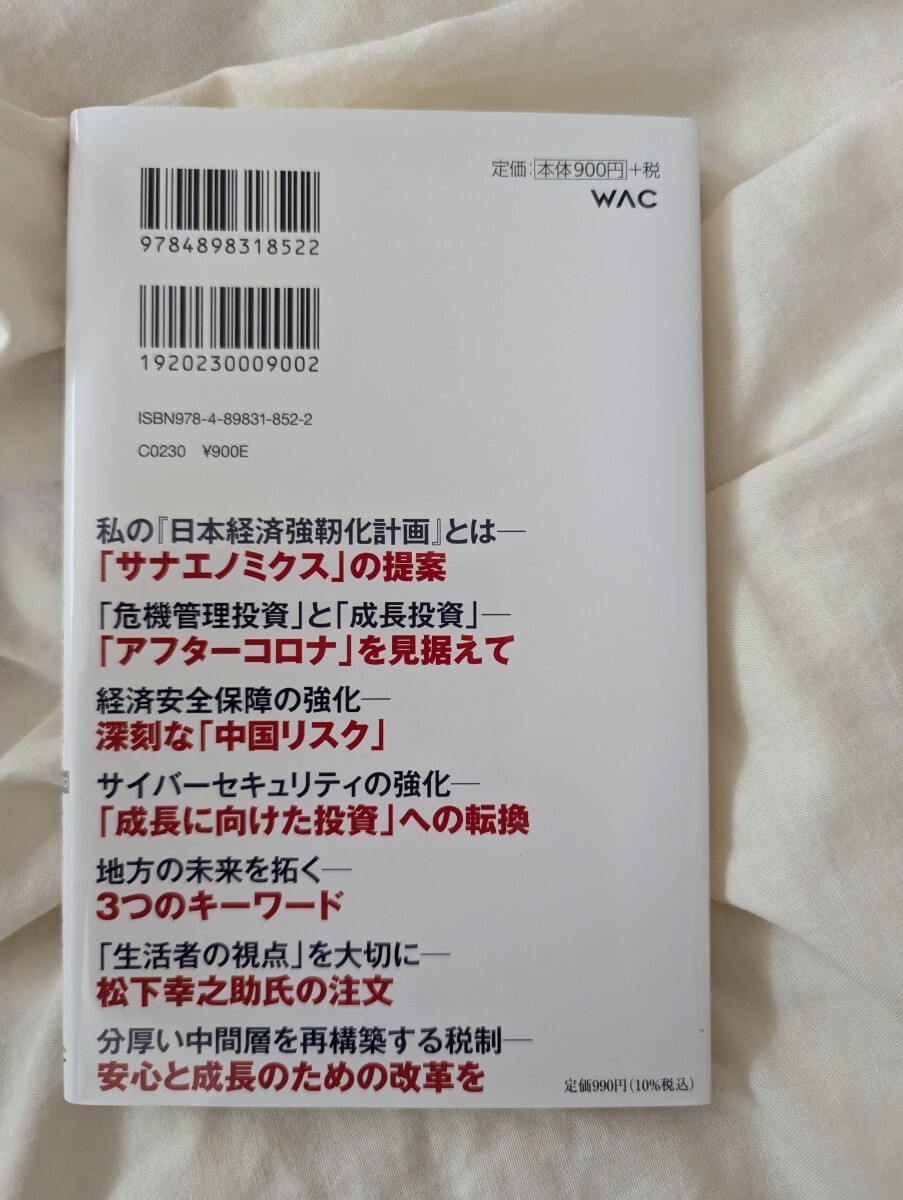 定価:本体900円+税
WAC
9784898318522
1920230009002
ISBN978-4-89831-852-2
C0230 ¥900E
私の『日本経済強靭化計画』とは―
「サナエノミクス」の提案
「危機管理投資」と「成長投資」―
「アフターコロナ」を見据えて
経済安全保障の強化―
深刻な「中国リスク」
サイバーセキュリティの強化―
「成長に向けた投資」への転換
地方の未来を拓く―
3つのキーワード
「生活者の視点」を大切に―
松下幸之助氏の注文
分厚い中間層を再構築する税制―
安心と成長のための改革を
定価990円(10%税込)